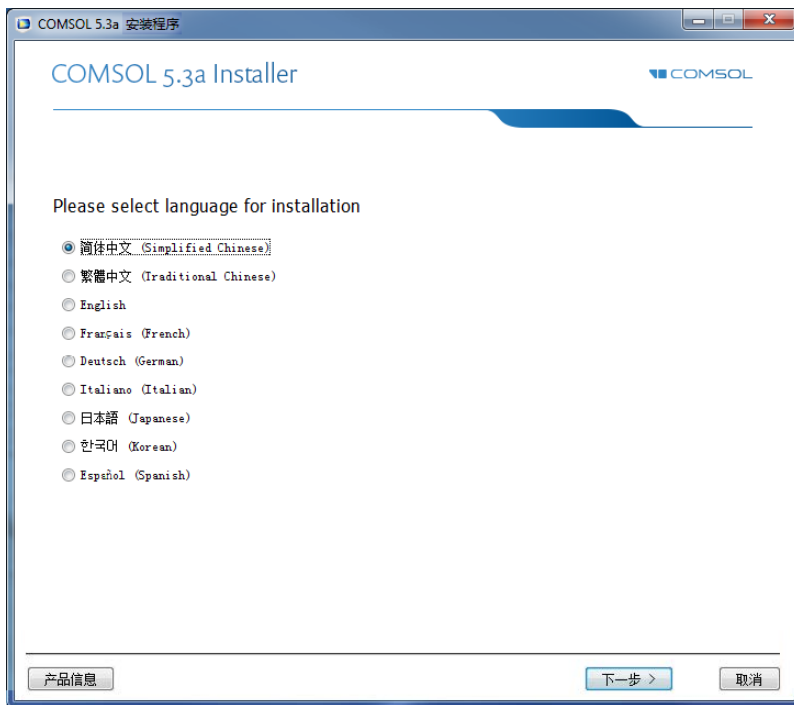 COMSOL 5.3a 安装程序
COMSOL 5.3a Installer
COMSOL
Please select language for installation
简体中文 (Simplified Chinese)
繁體中文 (Traditional Chinese)
English
Français (French)
Deutsch (German)
Italiano (Italian)
日本語 (Japanese)
한국어 (Korean)
Español (Spanish)
产品信息
下一步 >
取消